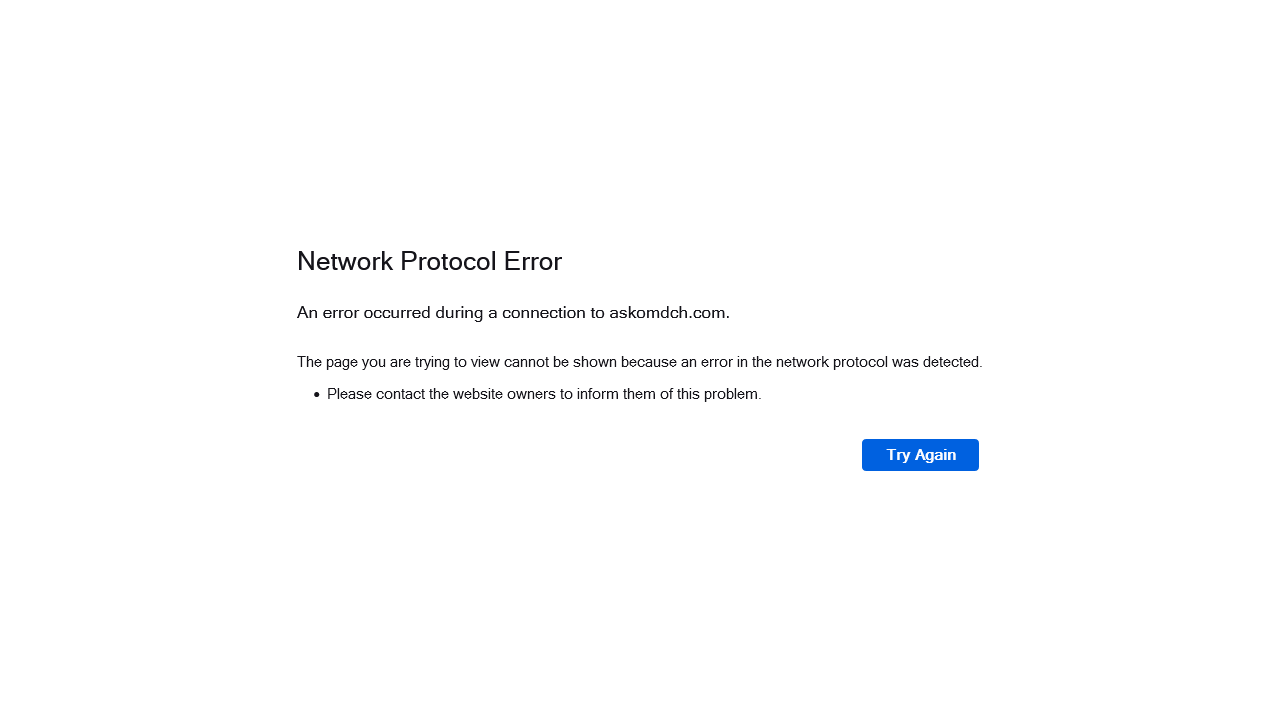 Network Protocol Error
An error occurred during a connection to askomdch.com.
The page you are trying to view cannot be shown because an error in the network protocol was detected.
• Please contact the website owners to inform them of this problem.
Try Again